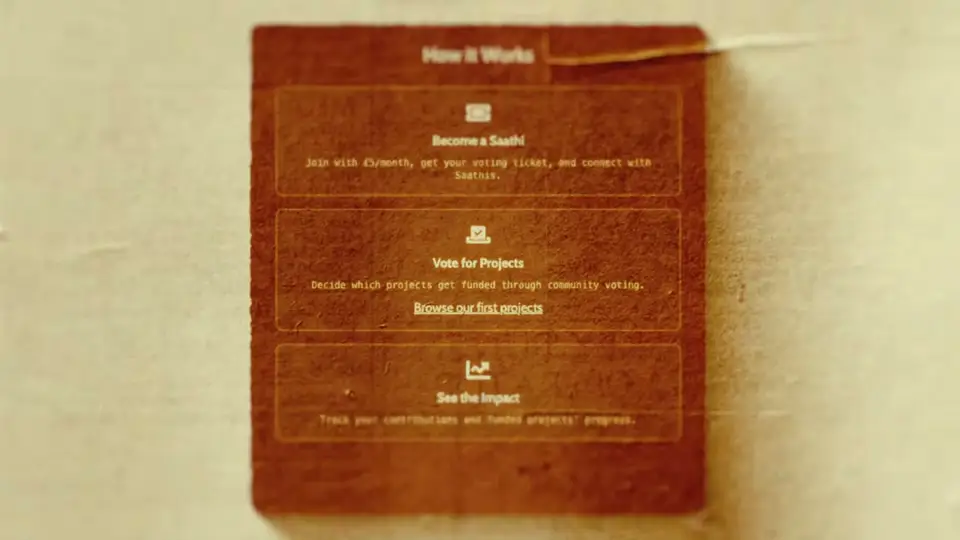 How it Works
Become a Saathi
Join with £5/month, get your voting ticket, and connect with
Saathis.
Vote for Projects
Decide which projects get funded through community voting.
Browse our first projects
See the Impact
Track your contributions and funded projects' progress.